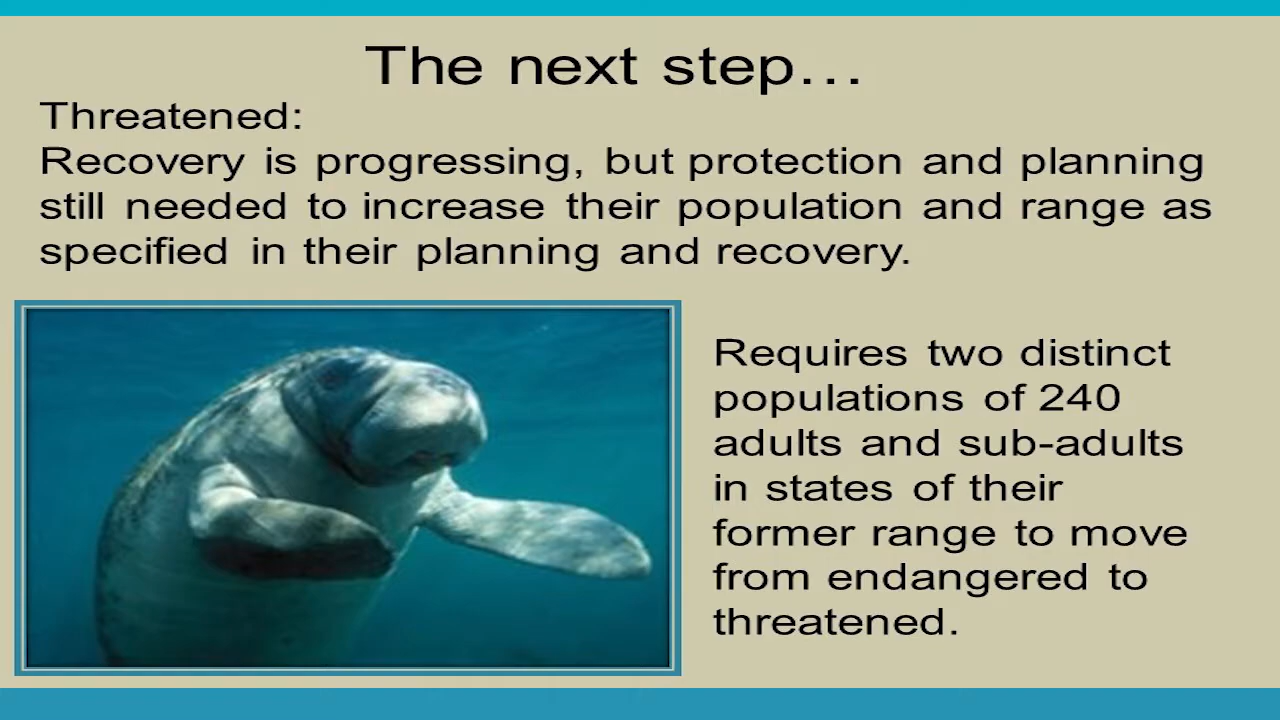 The next step…
Threatened:
Recovery is progressing, but protection and planning
still needed to increase their population and range as
specified in their planning and recovery.
Requires two distinct
populations of 240
adults and sub-adults
in states of their
former range to move
from endangered to
threatened.